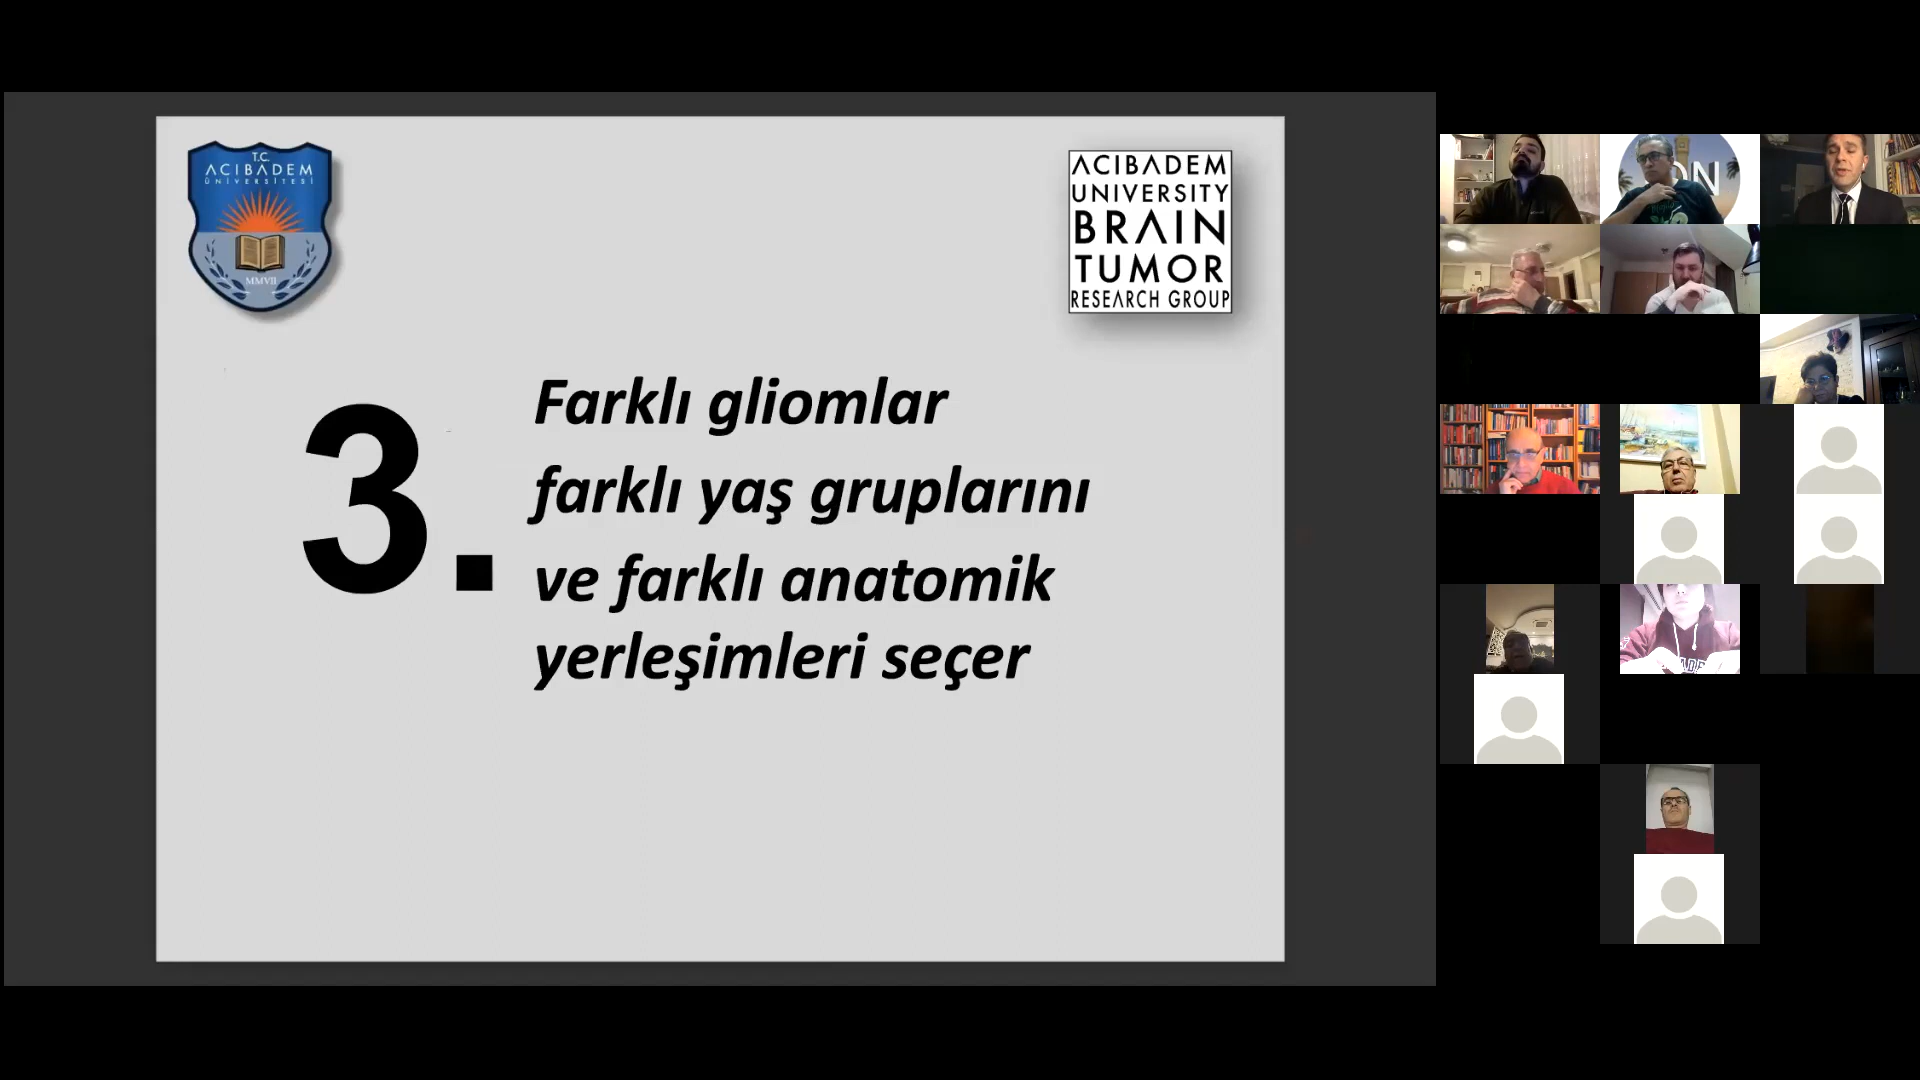 T.C.
ACIBADEM
ÜNİVERSİTESİ
MMVII
ACIBADEM
UNIVERSITY
BRAIN
TUMOR
RESEARCH GROUP
3.
Farklı gliomlar
farklı yaş gruplarını
ve farklı anatomik
yerleşimleri seçer